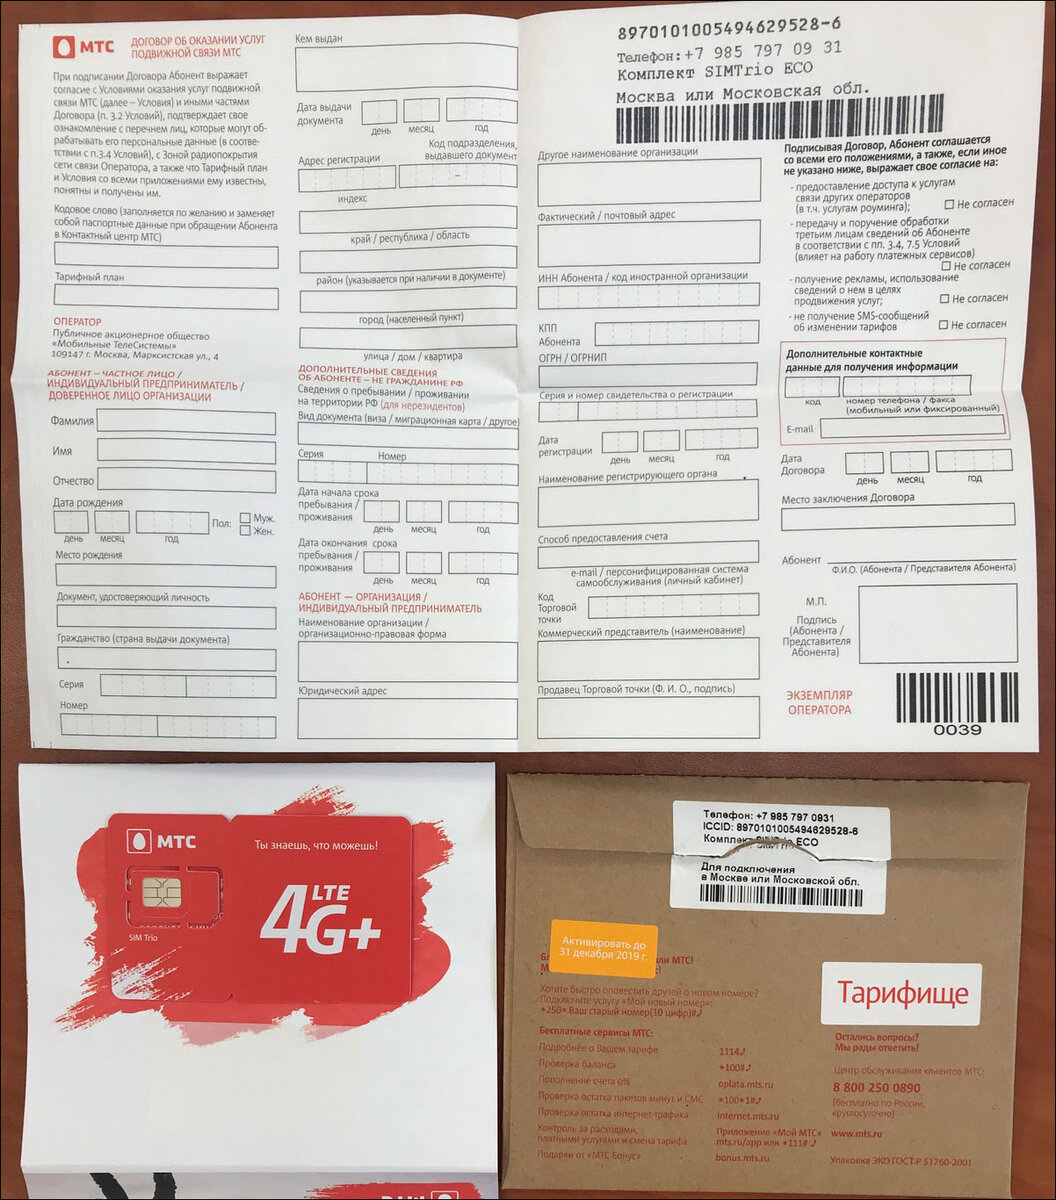 МТС
ДОГОВОР ОБ ОКАЗАНИИ УСЛУГ
ПОДВИЖНОЙ СВЯЗИ МТС
При подписании Договора Абонент выражает
согласие с Условиями оказания услуг подвижной
связи МТС (далее – Условия) и иными частями
Договора (п. 3.2 Условий), подтверждает свое
ознакомление с перечнем лиц, которые могут об-
рабатывать его персональные данные (в соотве-
тствии с п.3.4 Условий), с Зоной радиопокрытия
сети связи Оператора, а также что Тарифный план
и Условия со всеми приложениями ему известны,
понятны и получены им.
Кодовое слово (заполняется по желанию и заменяет
собой паспортные данные при обращении Абонента
в Контактный центр МТС)
Тарифный план
ОПЕРАТОР
Публичное акционерное общество
«Мобильные ТелеСистемы»
109147 г. Москва, Марксистская ул., 4
АБОНЕНТ – ЧАСТНОЕ ЛИЦО /
ИНДИВИДУАЛЬНЫЙ ПРЕДПРИНИМАТЕЛЬ /
ДОВЕРЕННОЕ ЛИЦО ОРГАНИЗАЦИИ
Фамилия
Имя
Отчество
Дата рождения
Пол: Муж.
Жен.
день месяц год
Место рождения
Документ, удостоверяющий личность
Гражданство (страна выдачи документа)
Серия
Номер
Кем выдан
Дата выдачи
документа
день месяц год
Код подразделения,
выдавшего документ
Адрес регистрации
–
индекс
край / республика / область
район (указывается при наличии в документе)
город (населенный пункт)
улица / дом / квартира
ДОПОЛНИТЕЛЬНЫЕ СВЕДЕНИЯ
ОБ АБОНЕНТЕ – НЕ ГРАЖДАНИНЕ РФ
Сведения о пребывании / проживании
на территории РФ (для нерезидентов)
Вид документа (виза / миграционная карта / другое)
Серия Номер
Дата начала срока
пребывания /
проживания
день месяц год
Дата окончания срока
пребывания /
проживания
день месяц год
АБОНЕНТ — ОРГАНИЗАЦИЯ /
ИНДИВИДУАЛЬНЫЙ ПРЕДПРИНИМАТЕЛЬ
Наименование организации /
организационно-правовая форма
Юридический адрес
8970101005494629528-6
Телефон:+7 985 797 09 31
Комплект SIMTrio ECO
Москва или Московская обл.
Другое наименование организации
Фактический / почтовый адрес
ИНН Абонента / код иностранной организации
КПП
Абонента
ОГРН / ОГРНИП
Серия и номер свидетельства о регистрации
Дата
регистрации
день месяц год
Наименование регистрирующего органа
Способ предоставления счета
e-mail / персонифицированная система
самообслуживания (личный кабинет)
Код
Торговой
точки
Коммерческий представитель (наименование)
Продавец Торговой точки (Ф. И. О., подпись)
Подписывая Договор, Абонент соглашается
со всеми его положениями, а также, если иное
не указано ниже, выражает свое согласие на:
- предоставление доступа к услугам
связи других операторов
(в т.ч. услугам роуминга); Не согласен
- передачу и поручение обработки
третьим лицам сведений об Абоненте
в соответствии с пп. 3.4, 7.5 Условий
(влияет на работу платежных сервисов)
Не согласен
- получение рекламы, использование
сведений о нем в целях
продвижения услуг; Не согласен
- не получение SMS-сообщений
об изменении тарифов Не согласен
Дополнительные контактные
данные для получения информации
код номер телефона / факса
(мобильный или фиксированный)
E-mail
Дата
Договора
день месяц год
Место заключения Договора
Абонент
Ф.И.О. (Абонента / Представителя Абонента)
М.П.
Подпись
(Абонента /
Представителя
Абонента)
ЭКЗЕМПЛЯР
ОПЕРАТОРА
0039
МТС
Ты знаешь, что можешь!
4G+ LTE
SIM Trio
Телефон: +7 985 797 0931
ICCID: 8970101005494629528-6
Комплект SIMTrio ECO
Для подключения
в Москве или Московской обл.
Активировать до
31 декабря 2019 г.
Тарифище
МТС!
Хотите быстро оповестить друзей о новом номере?
Подключите услугу «Мой новый номер»:
*250* Ваш старый номер(10 цифр)#
Бесплатные сервисы МТС:
Подробнее о Вашем тарифе 1114
Проверка баланса *100#
Пополнение счёта 0% oplata.mts.ru
Проверка остатка пакетов минут и СМС *100*1#
Проверка остатка интернет-трафика internet.mts.ru
Контроль за расходами,
платными услугами и смена тарифа
Приложение «Мой МТС»
mts.ru/app или *111#
Подарки от «МТС Бонус» bonus.mts.ru
Остались вопросы?
Мы рады ответить!
Центр обслуживания клиентов МТС:
8 800 250 0890
(бесплатно по России,
круглосуточно)
www.mts.ru
Упаковка ЭКО ГОСТ Р 51760-2001